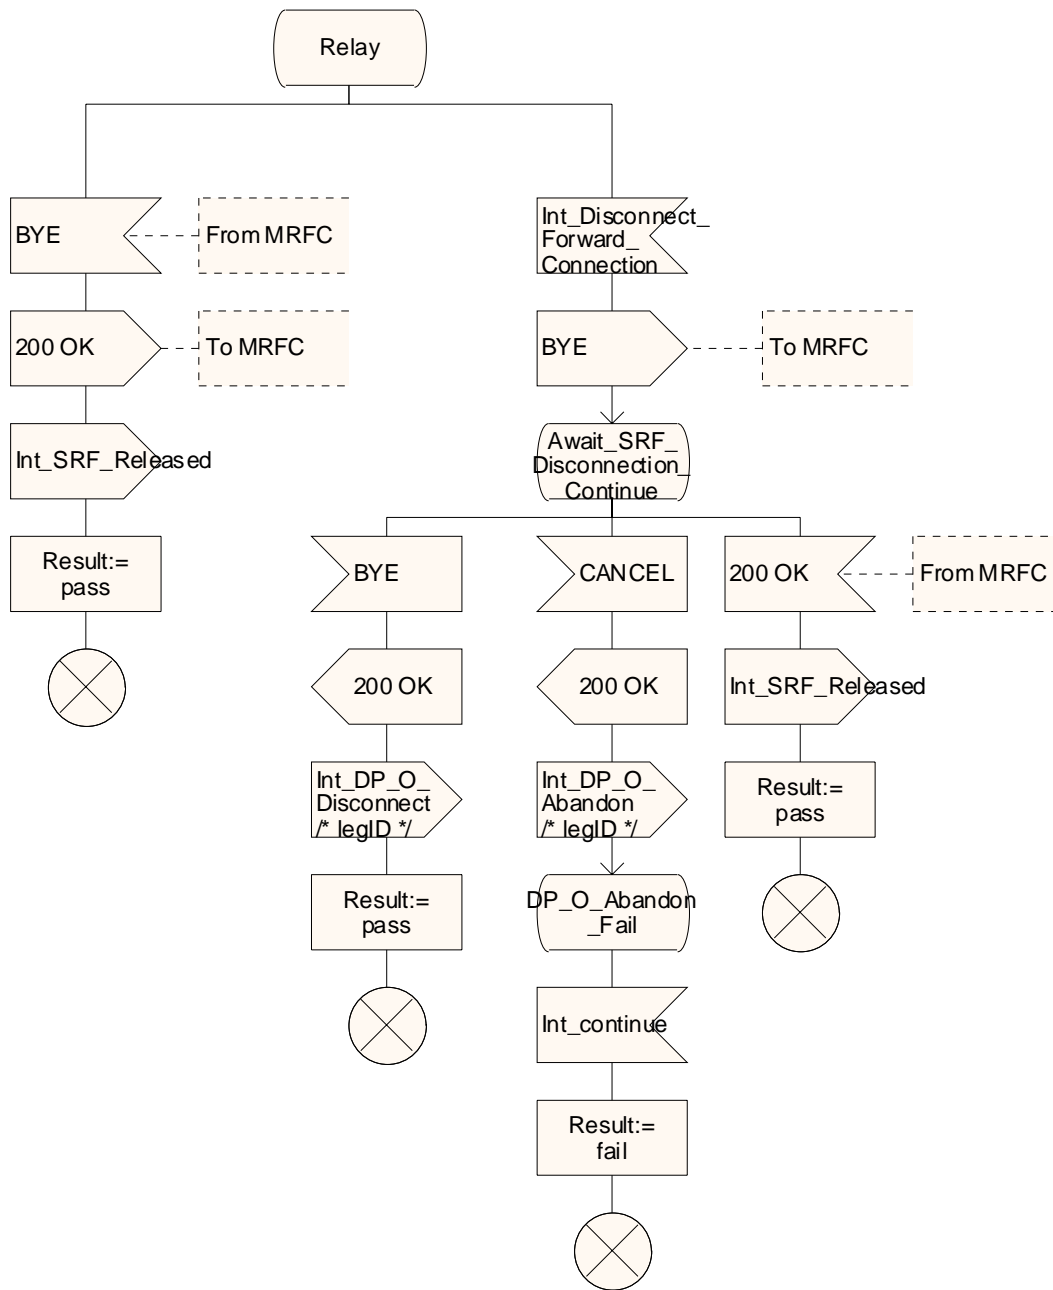 Relay
BYE
From MRFC
Int_Disconnect_
Forward_
Connection
200 OK
To MRFC
BYE
To MRFC
Int_SRF_Released
Await_SRF_
Disconnection_
Continue
Result:=
pass
BYE
CANCEL
200 OK
From MRFC
200 OK
200 OK
Int_SRF_Released
Int_DP_O_
Disconnect
/* legID */
Int_DP_O_
Abandon
/* legID */
Result:=
pass
Result:=
pass
DP_O_Abandon
_Fail
Int_continue
Result:=
fail